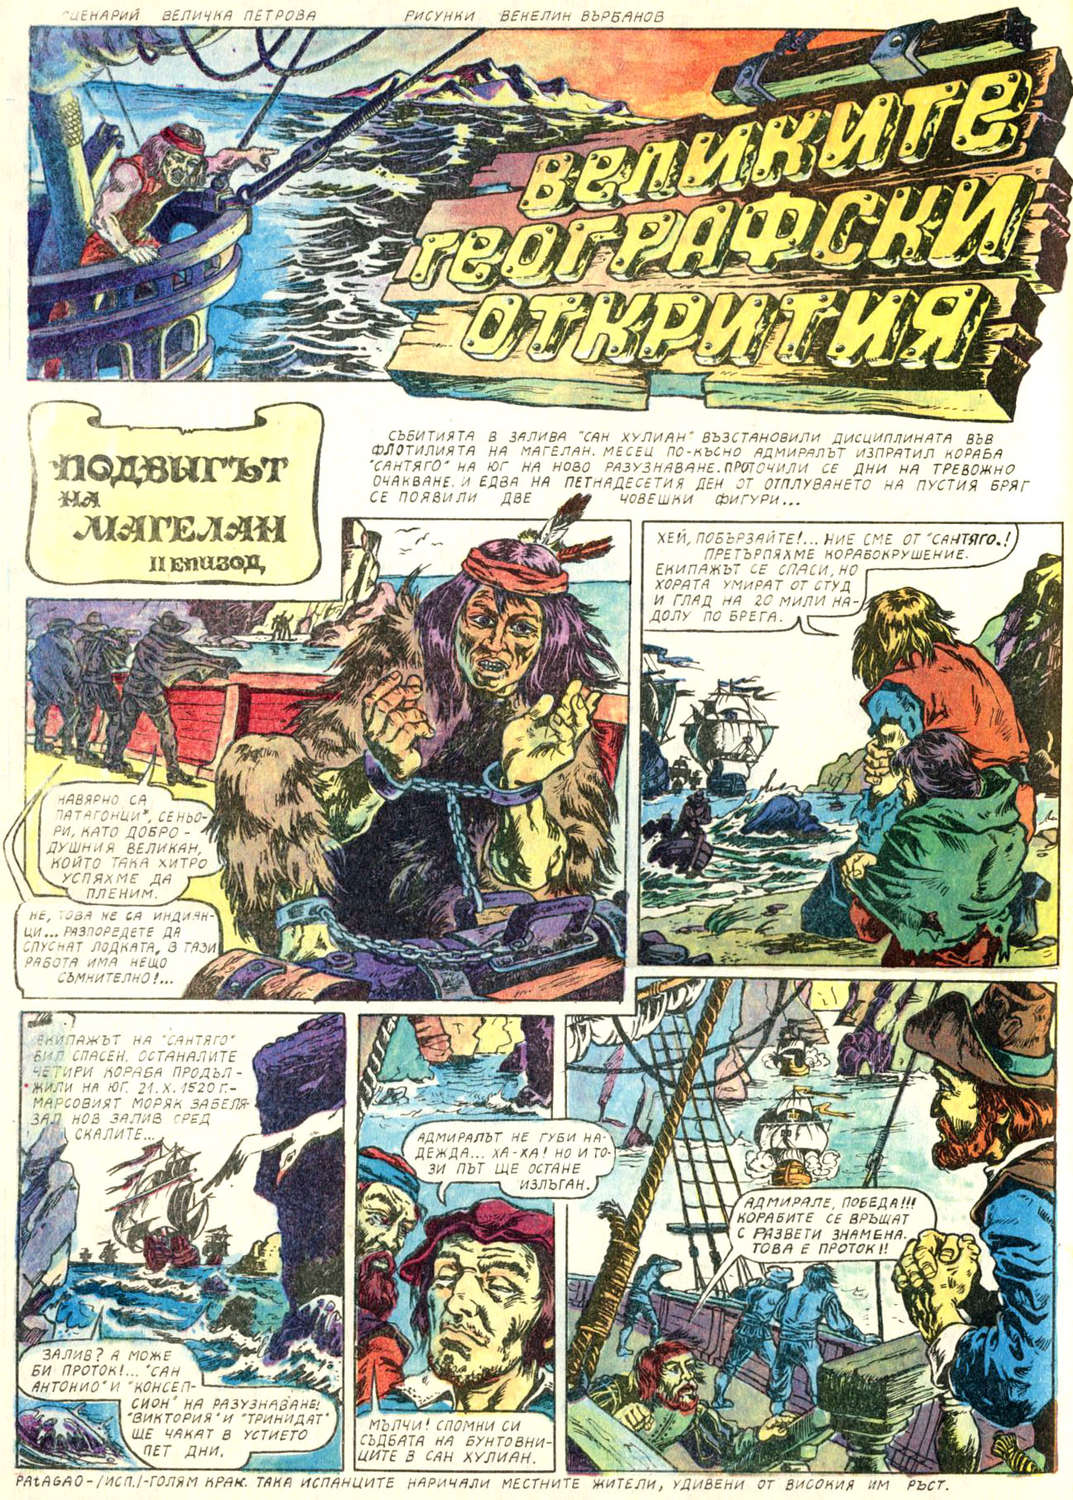 СЦЕНАРИЙ ВЕЛИЧКА ПЕТРОВА РИСУНКИ ВЕНЕЛИН ВЪРБАНОВ
ВЕЛИКИТЕ
ГЕОГРАФСКИ
ОТКРИТИЯ
ПОДВИГЪТ
НА
МАГЕЛАН
II ЕПИЗОД
СЪБИТИЯТА В ЗАЛИВА "САН ХУЛИАН" ВЪЗСТАНОВИЛИ ДИСЦИПЛИНАТА ВЪВ
ФЛОТИЛИЯТА НА МАГЕЛАН. МЕСЕЦ ПО-КЪСНО АДМИРАЛЪТ ИЗПРАТИЛ КОРАБА
"САНТЯГО" НА ЮГ НА НОВО РАЗУЗНАВАНЕ. ПРОТОЧИЛИ СЕ ДНИ НА ТРЕВОЖНО
ОЧАКВАНЕ. И ЕДВА НА ПЕТНАДЕСЕТИЯ ДЕН ОТ ОТПЛУВАНЕТО НА ПУСТИЯ БРЯГ
СЕ ПОЯВИЛИ ДВЕ ЧОВЕШКИ ФИГУРИ...
НАВЯРНО СА
ПАТАГОНЦИ*, СЕНЬО-
РИ, КАТО ДОБРО-
ДУШНИЯ ВЕЛИКАН,
КОЙТО ТАКА ХИТРО
УСПЯХМЕ ДА
ПЛЕНИМ.
НЕ, ТОВА НЕ СА ИНДИАН-
ЦИ... РАЗПОРЕДЕТЕ ДА
СПУСНАТ ЛОДКАТА, В ТАЗИ
РАБОТА ИМА НЕЩО
СЪМНИТЕЛНО!...
ХЕЙ, ПОБЪРЗАЙТЕ!... НИЕ СМЕ ОТ "САНТЯГО"!
ПРЕТЪРПЯХМЕ КОРАБОКРУШЕНИЕ.
ЕКИПАЖЪТ СЕ СПАСИ, НО
ХОРАТА УМИРАТ ОТ СТУД
И ГЛАД НА 20 МИЛИ НА-
ДОЛУ ПО БРЕГА.
ЕКИПАЖЪТ НА "САНТЯГО"
БИЛ СПАСЕН. ОСТАНАЛИТЕ
ЧЕТИРИ КОРАБА ПРОДЪЛ-
ЖИЛИ НА ЮГ. 21. X. 1520 Г.-
МАРСОВИЯТ МОРЯК ЗАБЕЛЯ-
ЗАЛ НОВ ЗАЛИВ СРЕД
СКАЛИТЕ...
ЗАЛИВ? А МОЖЕ
БИ ПРОТОК!... "САН
АНТОНИО" И "КОНСЕП-
СИОН" НА РАЗУЗНАВАНЕ!
"ВИКТОРИЯ" И "ТРИНИДАТ"
ЩЕ ЧАКАТ В УСТИЕТО
ПЕТ ДНИ.
АДМИРАЛЪТ НЕ ГУБИ НА-
ДЕЖДА... ХА-ХА! НО И ТО-
ЗИ ПЪТ ЩЕ ОСТАНЕ
ИЗЛЪГАН.
МЪЛЧИ! СПОМНИ СИ
СЪДБАТА НА БУНТОВНИ-
ЦИТЕ В САН ХУЛИАН.
АДМИРАЛЕ, ПОБЕДА!!!
КОРАБИТЕ СЕ ВРЪЩАТ
С РАЗВЕТИ ЗНАМЕНА.
ТОВА Е ПРОТОК!!
PATAGAO-/ИСП./-ГОЛЯМ КРАК. ТАКА ИСПАНЦИТЕ НАРИЧАЛИ МЕСТНИТЕ ЖИТЕЛИ, УДИВЕНИ ОТ ВИСОКИЯ ИМ РЪСТ.